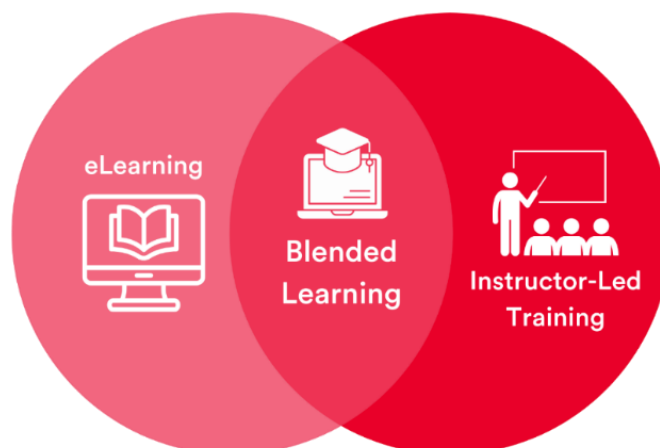 eLearning
Blended
Learning
Instructor-Led
Training